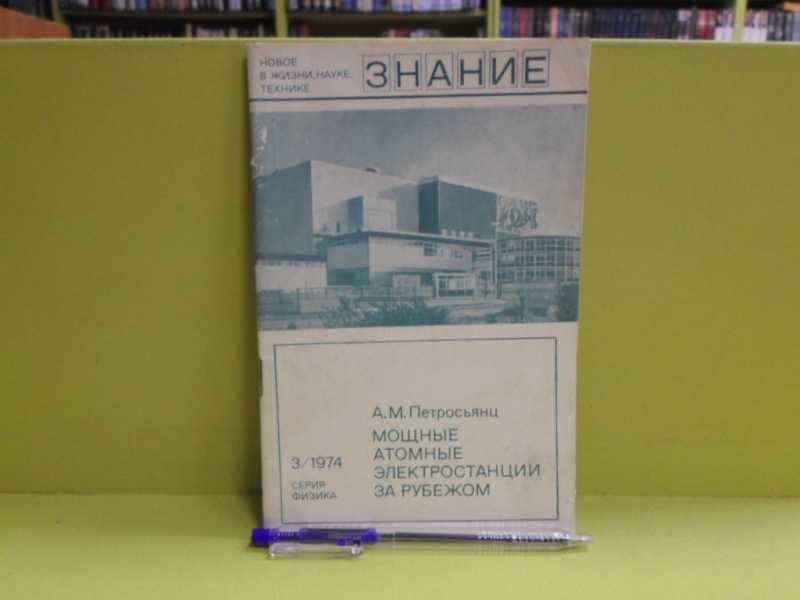 НОВОЕ
В ЖИЗНИ, НАУКЕ,
ТЕХНИКЕ
ЗНАНИЕ
А. М. Петросьянц
МОЩНЫЕ
АТОМНЫЕ
ЭЛЕКТРОСТАНЦИИ
ЗА РУБЕЖОМ
3/1974
СЕРИЯ
ФИЗИКА